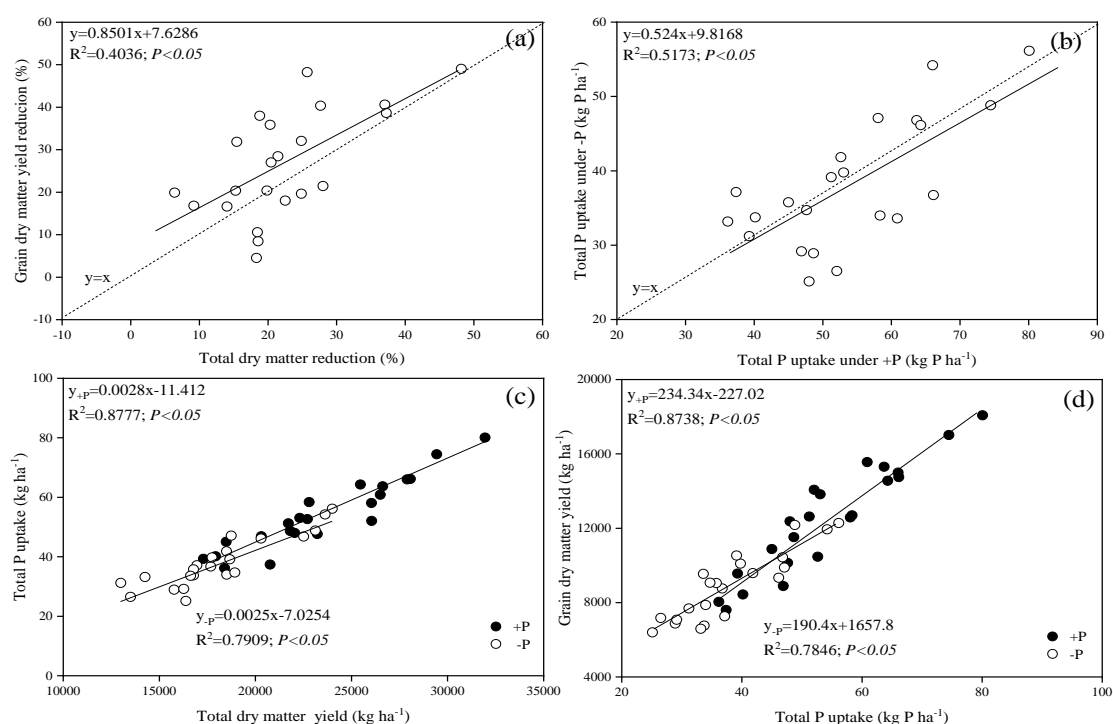 y=0.8501x+7.6286
R²=0.4036; P<0.05
(a)
y=x
60
50
40
30
20
10
0
-10
-10 0 10 20 30 40 50 60
Grain dry matter yield reducion (%)
Total dry matter reduction (%)
y=0.524x+9.8168
R²=0.5173; P<0.05
(b)
y=x
60
50
40
30
20
20 30 40 50 60 70 80 90
Total P uptake under -P (kg P ha⁻¹)
Total P uptake under +P (kg P ha⁻¹)
y+P=0.0028x-11.412
R²=0.8777; P<0.05
(c)
y-P=0.0025x-7.0254
R²=0.7909; P<0.05
+P
-P
100
80
60
40
20
0
10000 15000 20000 25000 30000 35000
Total P uptake (kg ha⁻¹)
Total dry matter yield (kg ha⁻¹)
y+P=234.34x-227.02
R²=0.8738; P<0.05
(d)
y-P=190.4x+1657.8
R²=0.7846; P<0.05
+P
-P
20000
16000
12000
8000
4000
20 40 60 80 100
Grain dry matter yield (kg ha⁻¹)
Total P uptake (kg P ha⁻¹)